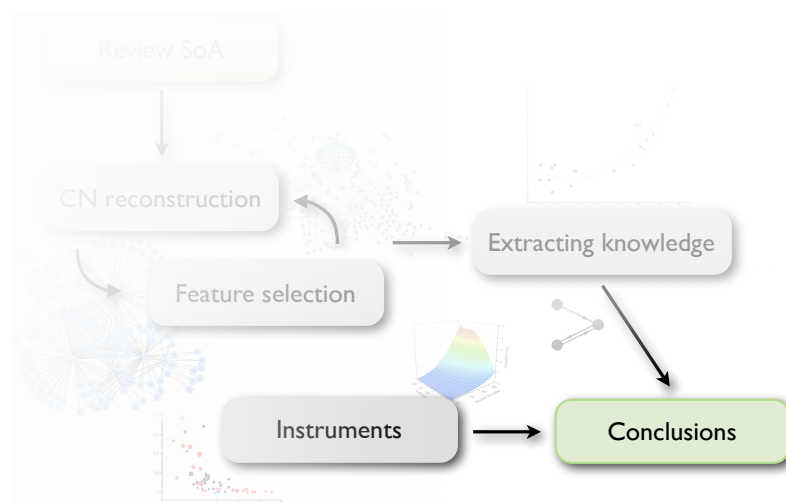 Review SoA
CN reconstruction
Extracting knowledge
Feature selection
Instruments
Conclusions